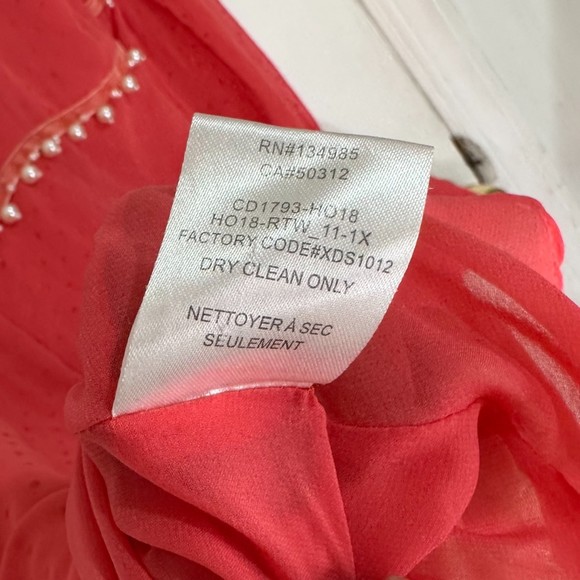 RN#134985
CA#50312
CD1793-HO18
HO18-RTW_11-1X
FACTORY CODE#XDS1012
DRY CLEAN ONLY
NETTOYER À SEC
SEULEMENT